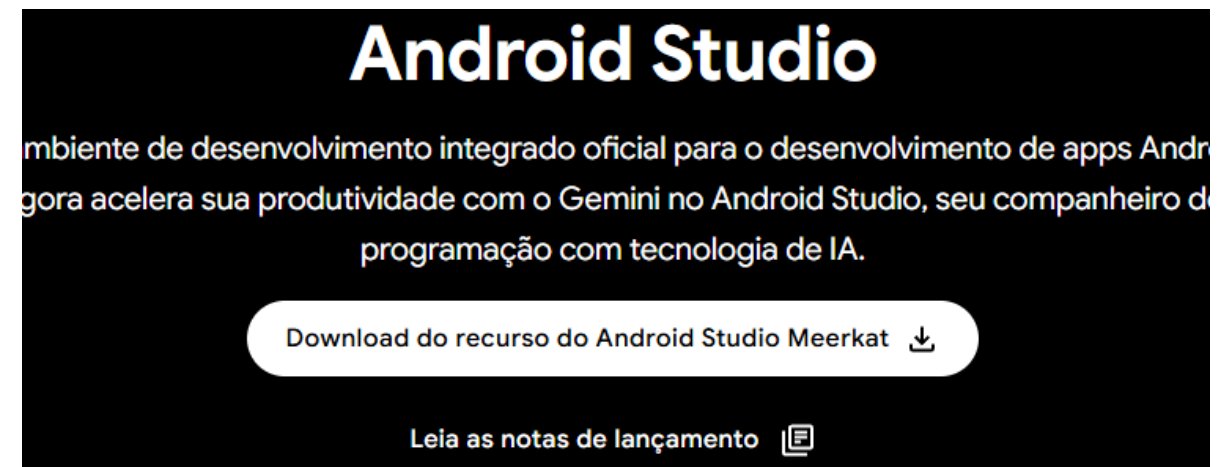 Android Studio
mbiente de desenvolvimento integrado oficial para o desenvolvimento de apps Andr
gora acelera sua produtividade com o Gemini no Android Studio, seu companheiro d
programação com tecnologia de IA.
Download do recurso do Android Studio Meerkat
Leia as notas de lançamento